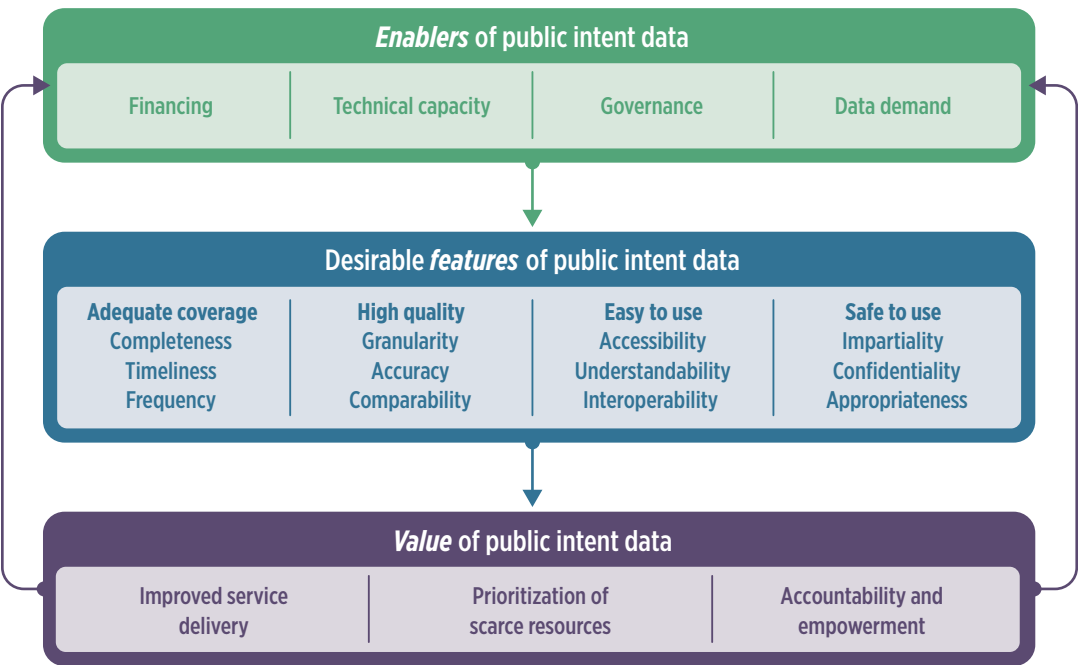 Enablers of public intent data
Financing
Technical capacity
Governance
Data demand
Desirable features of public intent data
Adequate coverage
Completeness
Timeliness
Frequency
High quality
Granularity
Accuracy
Comparability
Easy to use
Accessibility
Understandability
Interoperability
Safe to use
Impartiality
Confidentiality
Appropriateness
Value of public intent data
Improved service
delivery
Prioritization of
scarce resources
Accountability and
empowerment